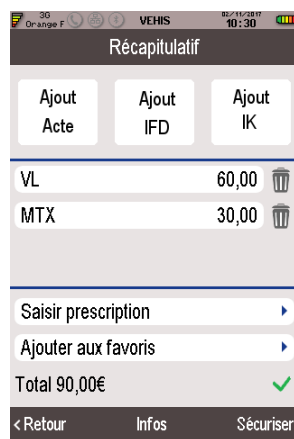 3G
Orange F VEHIS 02/11/2017
10:30
Récapitulatif
Ajout
Acte
Ajout
IFD
Ajout
IK
VL 60,00
MTX 30,00
Saisir prescription
Ajouter aux favoris
Total 90,00€
< Retour Infos Sécuriser